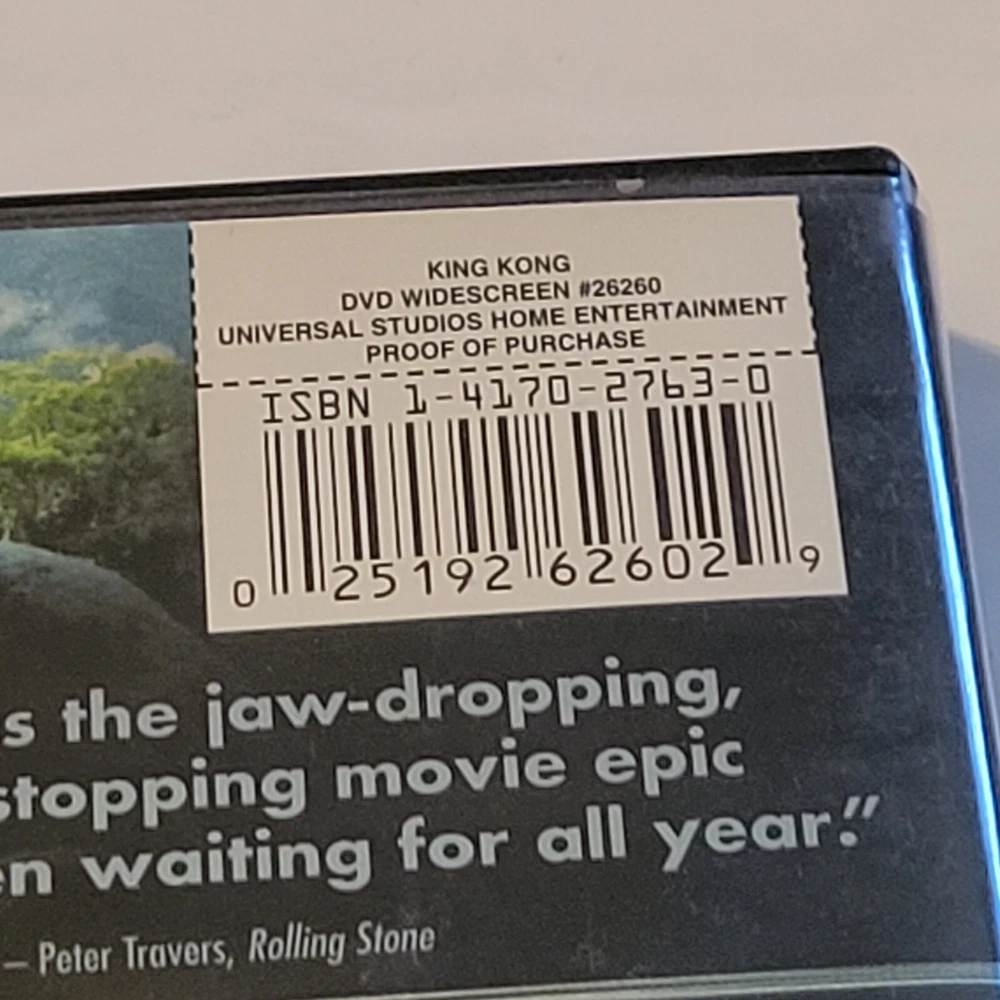 KING KONG
DVD WIDESCREEN #26260
UNIVERSAL STUDIOS HOME ENTERTAINMENT
PROOF OF PURCHASE
ISBN 1-4170-2763-0
0 25192 62602 9
s the jaw-dropping,
stopping movie epic
en waiting for all year."
– Peter Travers, Rolling Stone